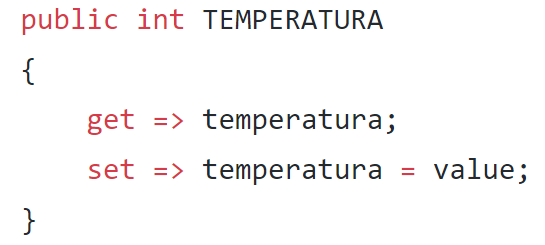 public int TEMPERATURA
{
    get => temperatura;
    set => temperatura = value;
}